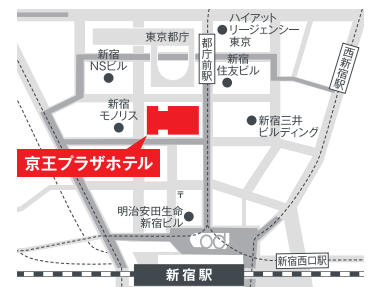 ハイアット
リージェンシー
東京
東京都庁
都庁前駅
西新宿駅
新宿
NSビル
新宿
住友ビル
新宿
モノリス
新宿三井
ビルディング
京王プラザホテル
〒
明治安田生命
新宿ビル
新宿西口駅
新宿駅